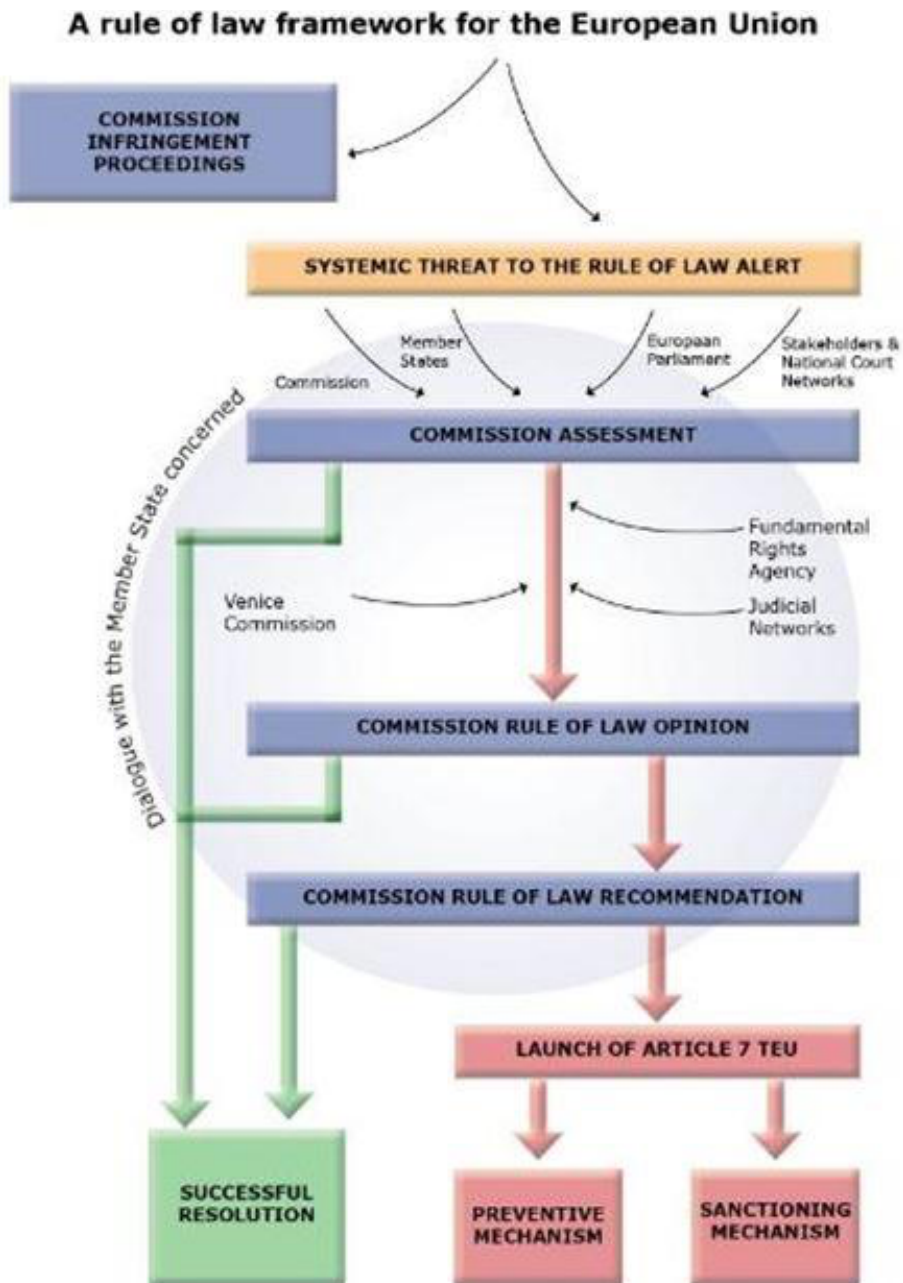 A rule of law framework for the European Union
COMMISSION
INFRINGEMENT
PROCEEDINGS
SYSTEMIC THREAT TO THE RULE OF LAW ALERT
Commission
Member
States
European
Parliament
Stakeholders &
National Court
Networks
Dialogue with the Member State concerned
COMMISSION ASSESSMENT
Fundamental
Rights
Agency
Venice
Commission
Judicial
Networks
COMMISSION RULE OF LAW OPINION
COMMISSION RULE OF LAW RECOMMENDATION
LAUNCH OF ARTICLE 7 TEU
SUCCESSFUL
RESOLUTION
PREVENTIVE
MECHANISM
SANCTIONING
MECHANISM